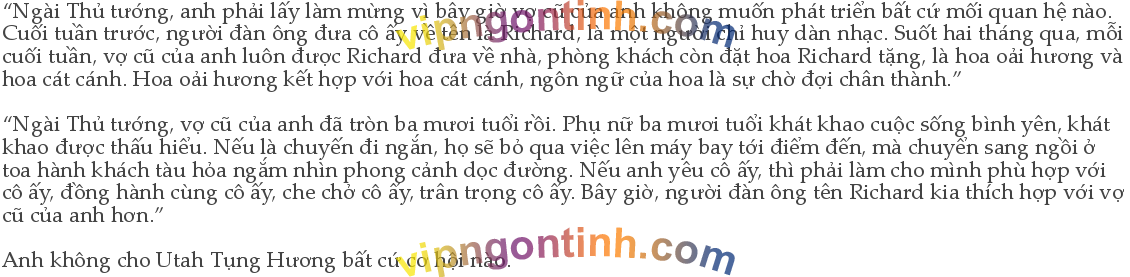 “Ngài Thủ tướng, anh phải lấy làm mừng vì bây giờ vợ cũ của anh không muốn phát triển bất cứ mối quan hệ nào.
Cuối tuần trước, người đàn ông đưa cô ấy về tên là Richard, là một người chỉ huy dàn nhạc. Suốt hai tháng qua, mỗi
cuối tuần, vợ cũ của anh luôn được Richard đưa về nhà, phòng khách còn đặt hoa Richard tặng, là hoa oải hương và
hoa cát cánh. Hoa oải hương kết hợp với hoa cát cánh, ngôn ngữ của hoa là sự chờ đợi chân thành.”
“Ngài Thủ tướng, vợ cũ của anh đã tròn ba mươi tuổi rồi. Phụ nữ ba mươi tuổi khát khao cuộc sống bình yên, khát
khao được thấu hiểu. Nếu là chuyến đi ngắn, họ sẽ bỏ qua việc lên máy bay tới điểm đến, mà chuyển sang ngồi ở
toa hành khách tàu hỏa ngắm nhìn phong cảnh dọc đường. Nếu anh yêu cô ấy, thì phải làm cho mình phù hợp với
cô ấy, đồng hành cùng cô ấy, che chở cô ấy, trân trọng cô ấy. Bây giờ, người đàn ông tên Richard kia thích hợp với vợ
cũ của anh hơn.”
Anh không cho Utah Tụng Hương bất cứ cơ hội nào.
vipngontinh.com
vipngontinh.com